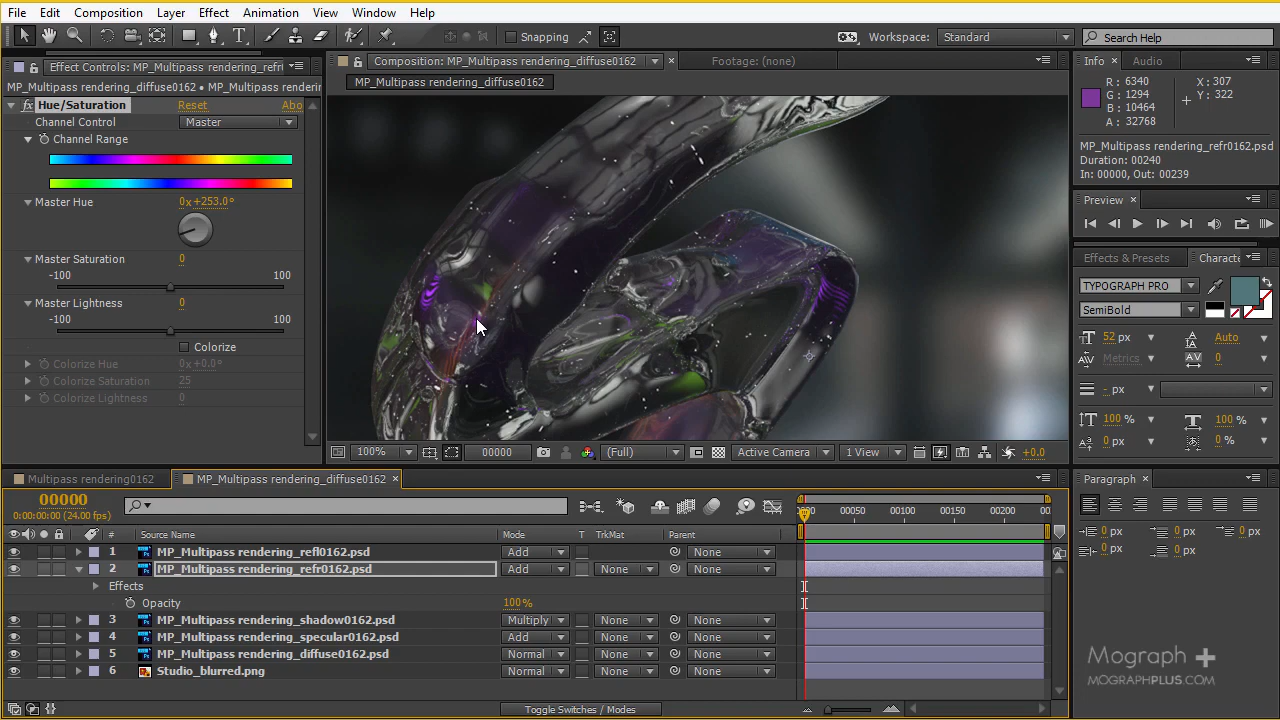 File Edit Composition Layer Effect Animation View Window Help
Snapping Workspace: Standard Search Help
Effect Controls: MP_Multipass rendering_refr
MP_Multipass rendering_diffuse0162 • MP_Multipass renderin
fx Hue/Saturation Reset Abo
Channel Control Master
Channel Range
Master Hue 0x+253.0°
Master Saturation 0
-100 100
Master Lightness 0
-100 100
Colorize
Colorize Hue 0x+0.0°
Colorize Saturation 25
Colorize Lightness 0
Composition: MP_Multipass rendering_diffuse0162 Footage: (none)
MP_Multipass rendering_diffuse0162
100% 00000 (Full) Active Camera 1 View +0.0
Info Audio
R: 6340 X: 307
G: 1294 Y: 322
B: 10464
A: 32768
MP_Multipass rendering_refr0162.psd
Duration: 00240
In: 00000, Out: 00239
Preview
Effects & Presets Characte
TYPOGRAPH PRO
SemiBold
52 px Auto
Metrics 0
- px
100 % 100 %
0 px 0 %
Paragraph
0 px 0 px 0 px
0 px 0 px
Multipass rendering0162 MP_Multipass rendering_diffuse0162
00000
0:00:00:00 (24.00 fps)
# Source Name Mode T TrkMat Parent
0000 00050 00100 00150 00200 00
1 MP_Multipass rendering_refl0162.psd Add None
2 MP_Multipass rendering_refr0162.psd Add None None
Effects
Opacity 100%
3 MP_Multipass rendering_shadow0162.psd Multiply None None
4 MP_Multipass rendering_specular0162.psd Add None None
5 MP_Multipass rendering_diffuse0162.psd Normal None None
6 Studio_blurred.png Normal None None
Toggle Switches / Modes
Mograph +
MOGRAPHPLUS.COM